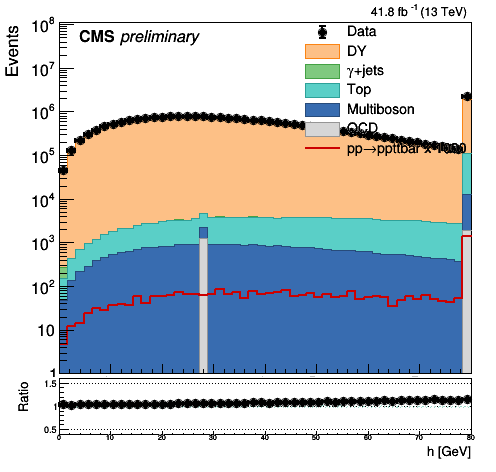 41.8 fb⁻¹ (13 TeV)
CMS preliminary
Events
10⁸
10⁷
10⁶
10⁵
10⁴
10³
10²
10
1
Data
DY
γ+jets
Top
Multiboson
QCD
pp→ppttbar x 1000
Ratio
1.5
1
0.5
0 10 20 30 40 50 60 70 80
h [GeV]